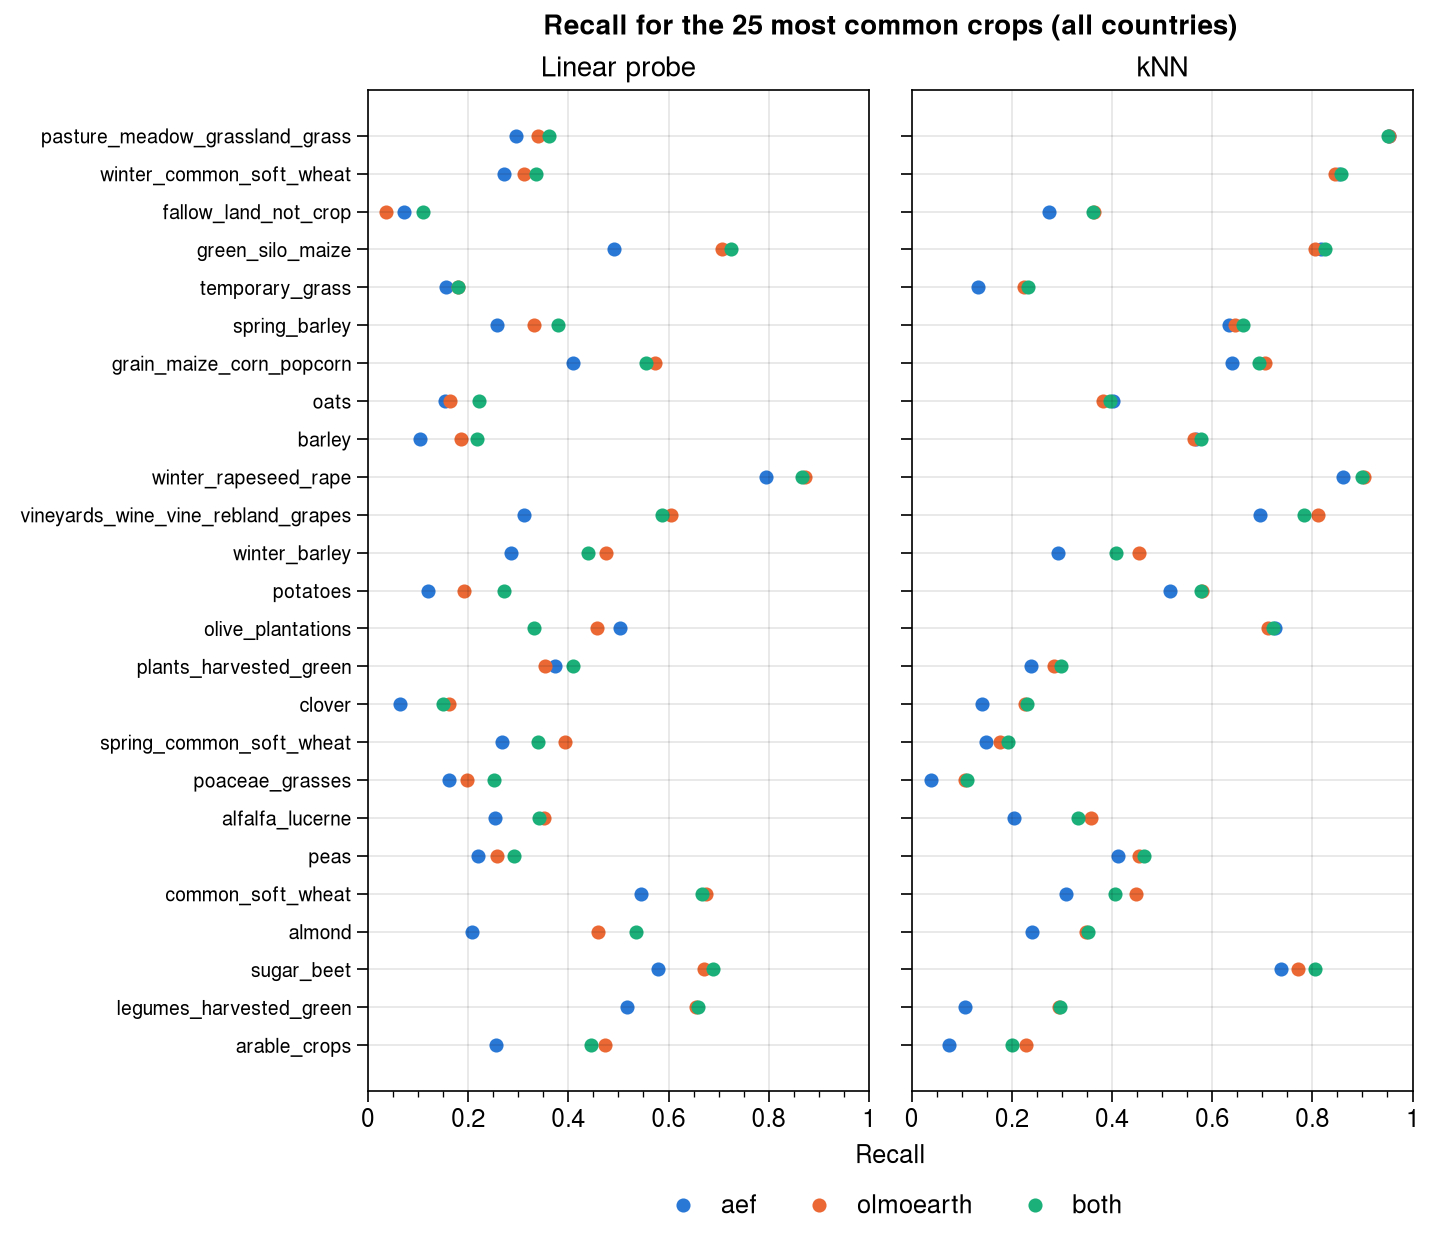 Recall for the 25 most common crops (all countries)
Linear probe
kNN
pasture_meadow_grassland_grass
winter_common_soft_wheat
fallow_land_not_crop
green_silo_maize
temporary_grass
spring_barley
grain_maize_corn_popcorn
oats
barley
winter_rapeseed_rape
vineyards_wine_vine_rebland_grapes
winter_barley
potatoes
olive_plantations
plants_harvested_green
clover
spring_common_soft_wheat
poaceae_grasses
alfalfa_lucerne
peas
common_soft_wheat
almond
sugar_beet
legumes_harvested_green
arable_crops
0 0.2 0.4 0.6 0.8 1
0 0.2 0.4 0.6 0.8 1
Recall
aef olmoearth both